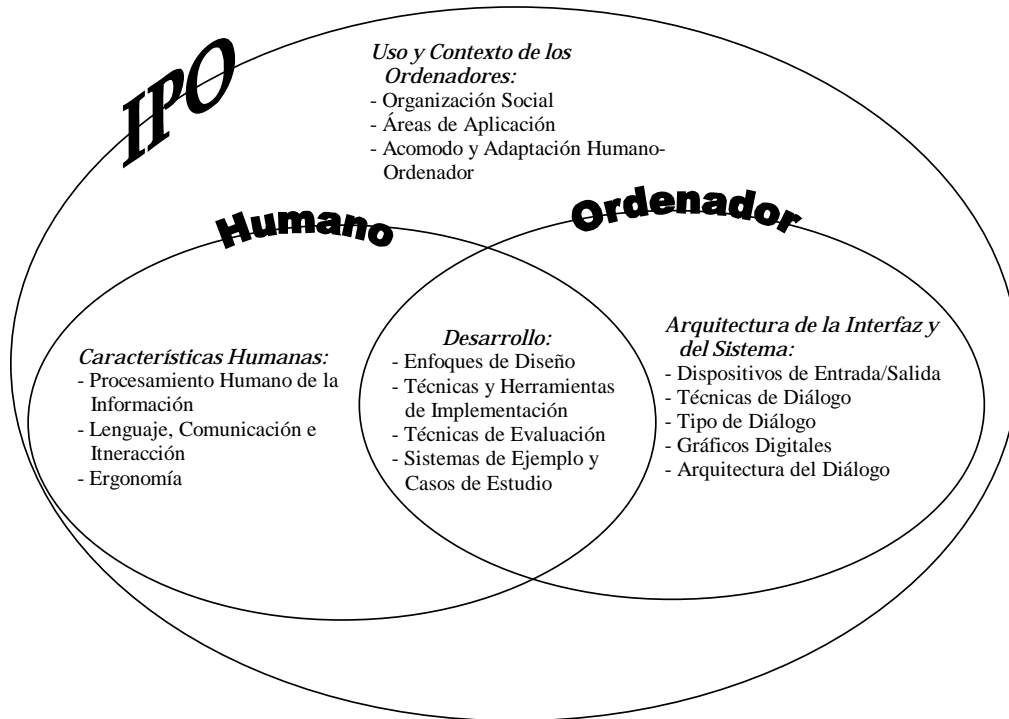 IPO
Uso y Contexto de los
Ordenadores:
- Organización Social
- Áreas de Aplicación
- Acomodo y Adaptación Humano-
Ordenador
Humano
Ordenador
Características Humanas:
- Procesamiento Humano de la
Información
- Lenguaje, Comunicación e
Itneracción
- Ergonomía
Desarrollo:
- Enfoques de Diseño
- Técnicas y Herramientas
de Implementación
- Técnicas de Evaluación
- Sistemas de Ejemplo y
Casos de Estudio
Arquitectura de la Interfaz y
del Sistema:
- Dispositivos de Entrada/Salida
- Técnicas de Diálogo
- Tipo de Diálogo
- Gráficos Digitales
- Arquitectura del Diálogo